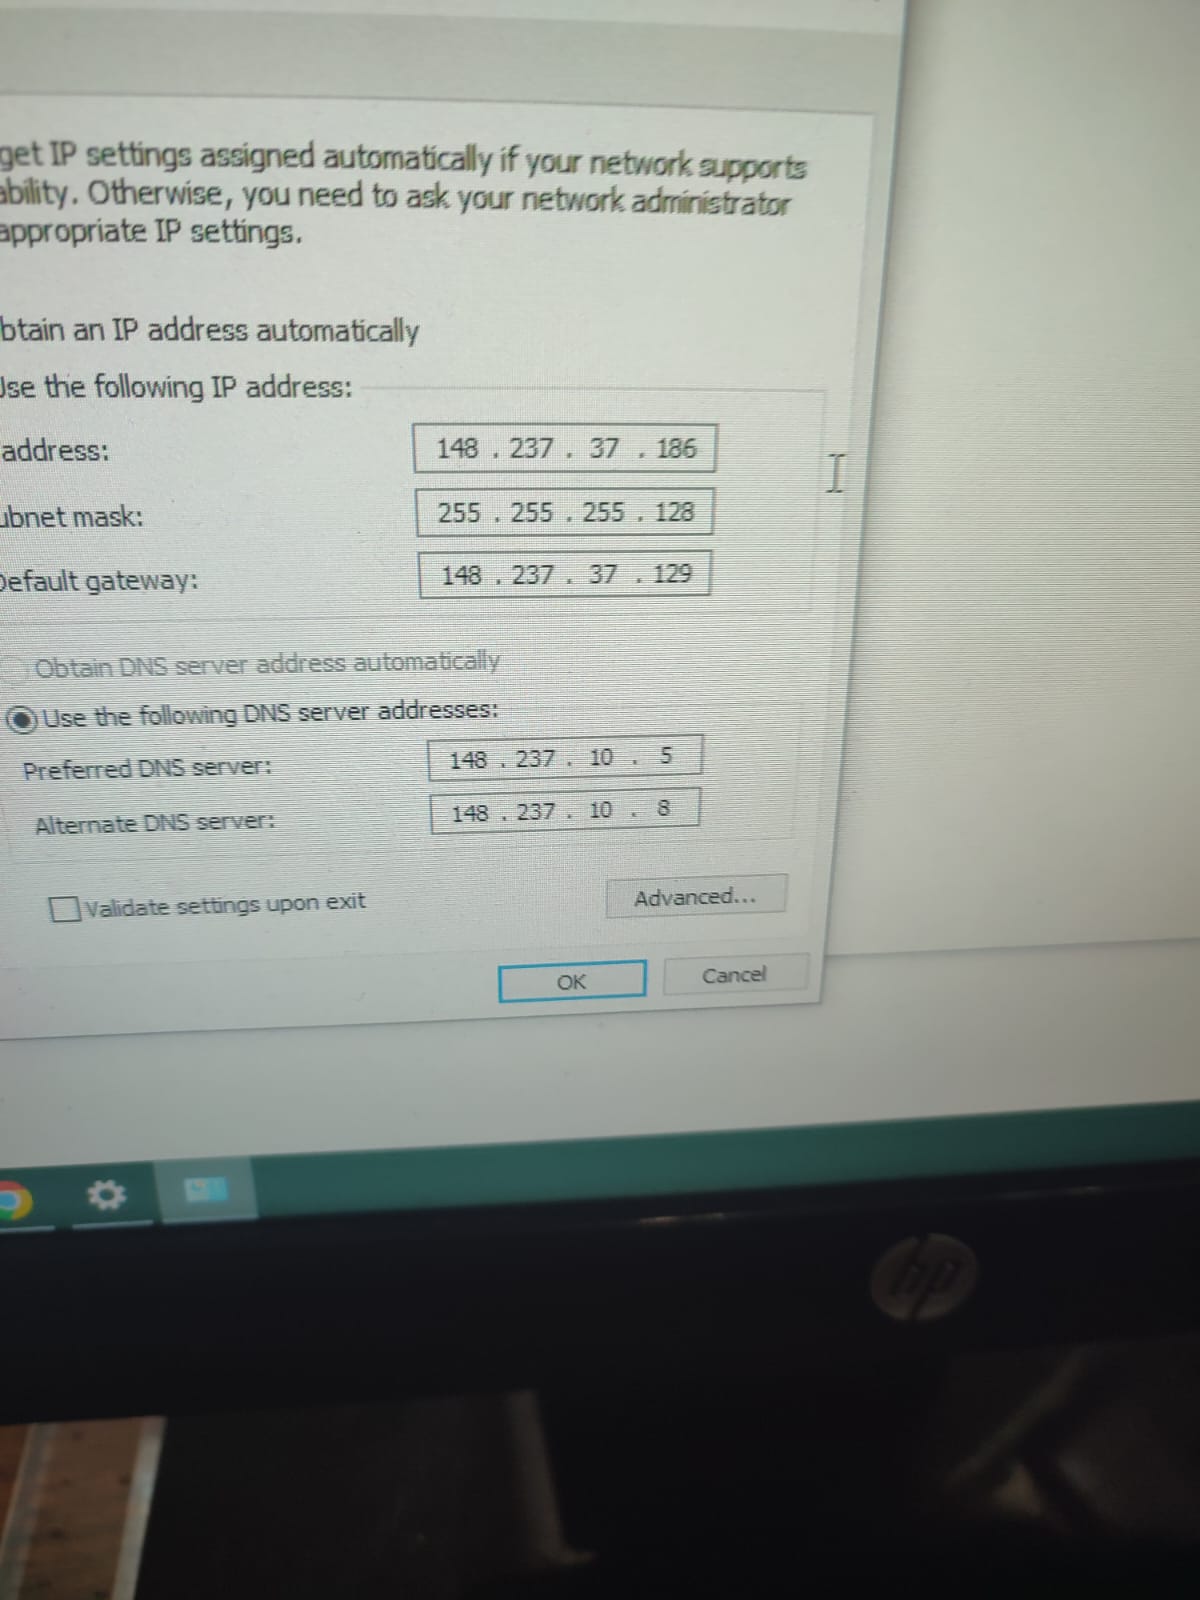 get IP settings assigned automatically if your network supports
ability. Otherwise, you need to ask your network administrator
appropriate IP settings.
btain an IP address automatically
Use the following IP address:
address:
148 . 237 . 37 . 186
ubnet mask:
255 . 255 . 255 . 128
Default gateway:
148 . 237 . 37 . 129
Obtain DNS server address automatically
Use the following DNS server addresses:
Preferred DNS server:
148 . 237 . 10 . 5
Alternate DNS server:
148 . 237 . 10 . 8
Validate settings upon exit
Advanced...
OK
Cancel
hp